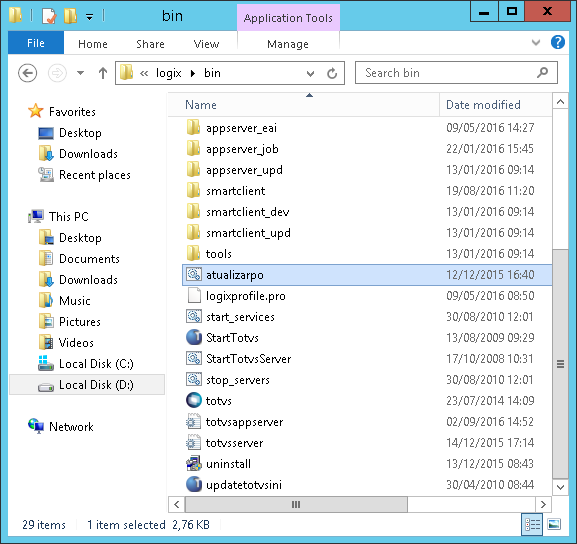 bin
Application Tools
File
Home
Share
View
Manage
« logix bin
Search bin
Name
Date modified
Favorites
Desktop
Downloads
Recent places
This PC
Desktop
Documents
Downloads
Music
Pictures
Videos
Local Disk (C:)
Local Disk (D:)
Network
appserver_eai 09/05/2016 14:27
appserver_job 22/01/2016 15:45
appserver_upd 13/01/2016 09:14
smartclient 19/08/2016 11:20
smartclient_dev 13/01/2016 09:14
smartclient_upd 13/01/2016 09:14
tools 13/01/2016 09:14
atualizarpo 12/12/2015 16:40
logixprofile.pro 09/05/2016 08:50
start_services 30/08/2010 12:01
StartTotvs 13/08/2009 09:29
StartTotvsServer 17/10/2008 10:31
stop_servers 30/08/2010 12:01
totvs 23/07/2014 14:09
totvsappserver 02/09/2016 14:52
totvsserver 14/12/2015 17:14
uninstall 13/12/2015 08:43
updatetotvsini 30/04/2010 08:44
29 items
1 item selected 2,76 KB